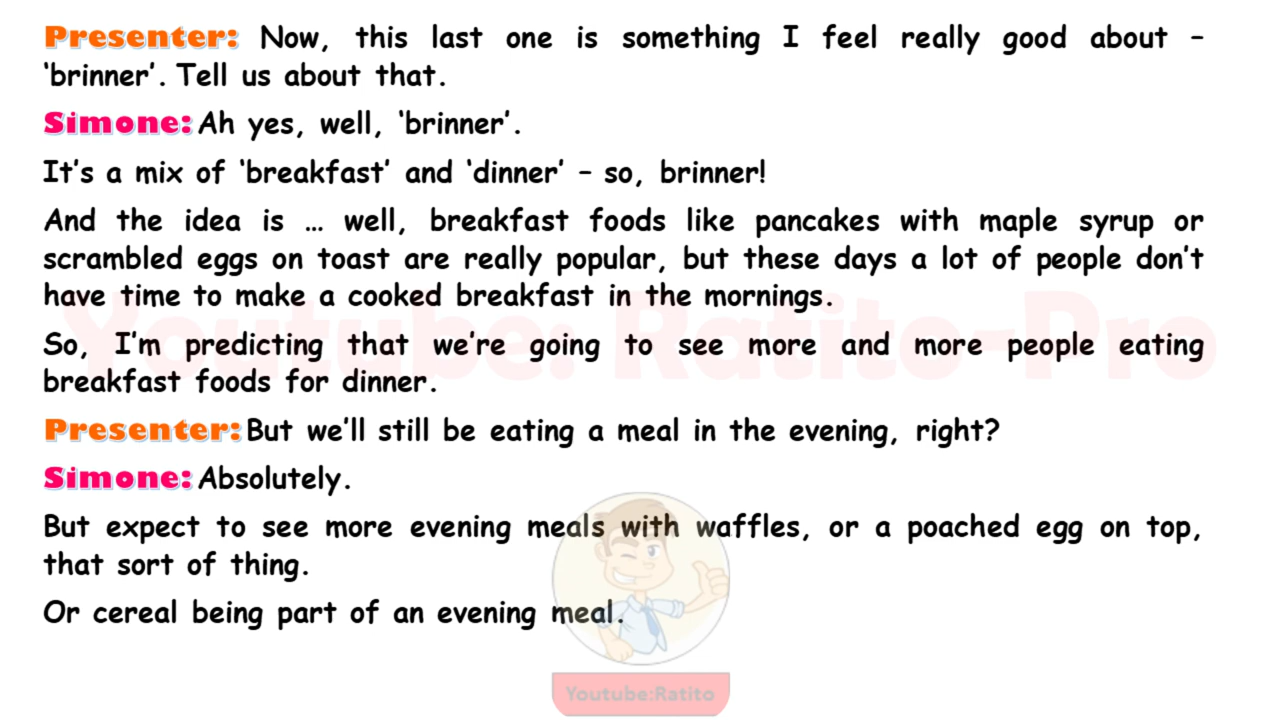 Presenter: Now, this last one is something I feel really good about –
‘brinner’. Tell us about that.
Simone: Ah yes, well, ‘brinner’.
It’s a mix of ‘breakfast’ and ‘dinner’ – so, brinner!
And the idea is … well, breakfast foods like pancakes with maple syrup or
scrambled eggs on toast are really popular, but these days a lot of people don’t
have time to make a cooked breakfast in the mornings.
Youtube: Ratito-Pro
So, I’m predicting that we’re going to see more and more people eating
breakfast foods for dinner.
Presenter: But we’ll still be eating a meal in the evening, right?
Simone: Absolutely.
But expect to see more evening meals with waffles, or a poached egg on top,
that sort of thing.
Or cereal being part of an evening meal.
Youtube:Ratito